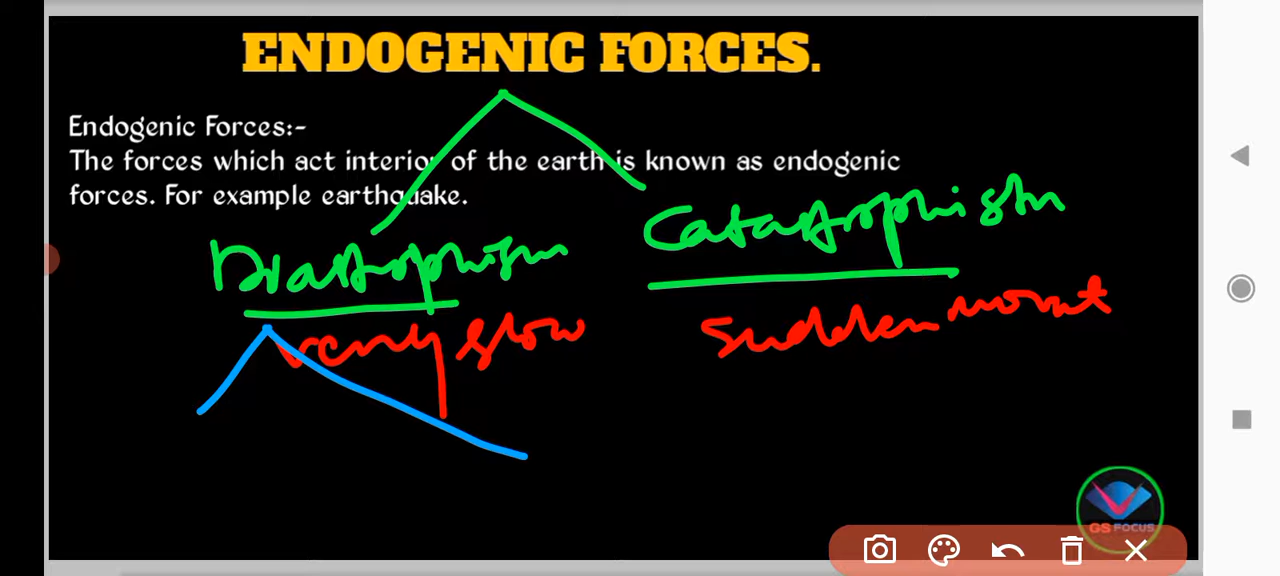 ENDOGENIC FORCES.
Endogenic Forces:-
The forces which act interior of the earth is known as endogenic
forces. For example earthquake.
Diastrophism
Catastrophism
very slow
sudden
GS FOCUS